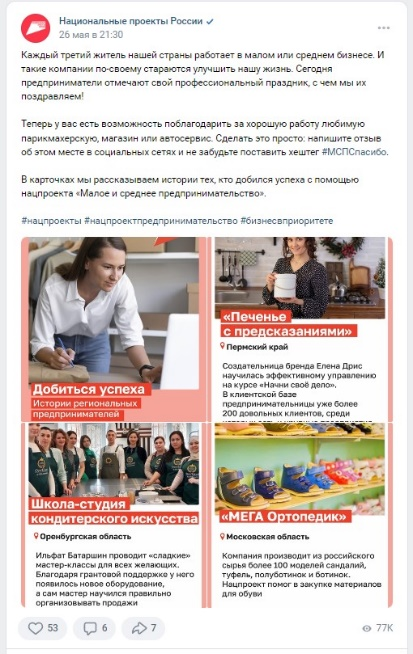 Национальные проекты России
26 мая в 21:30
Каждый третий житель нашей страны работает в малом или среднем бизнесе. И
такие компании по-своему стараются улучшить нашу жизнь. Сегодня
предприниматели отмечают свой профессиональный праздник, с чем мы их
поздравляем!
Теперь у вас есть возможность поблагодарить за хорошую работу любимую
парикмахерскую, магазин или автосервис. Сделать это просто: напишите отзыв
об этом месте в социальных сетях и не забудьте поставить хештег #МСПСпасибо.
В карточках мы рассказываем истории тех, кто добился успеха с помощью
нацпроекта «Малое и среднее предпринимательство».
#нацпроекты #нацпроектпредпринимательство #бизнесвприоритете
Добиться успеха
Истории региональных
предпринимателей
«Печенье
с предсказаниями»
Пермский край
Создательница бренда Елена Дрис
научилась эффективному управлению
на курсе «Начни своё дело».
В клиентской базе
предпринимательницы уже более
200 довольных клиентов, среди
Школа-студия
кондитерского искусства
Оренбургская область
Ильфат Батаршин проводит «сладкие»
мастер-классы для всех желающих.
Благодаря грантовой поддержке у него
появилось новое оборудование,
а сам мастер научился правильно
организовывать продажи
«МЕГА Ортопедик»
Московская область
Компания производит из российского
сырья более 100 моделей сандалий,
туфель, полуботинок и ботинок.
Нацпроект помог в закупке материалов
для обуви
53
6
7
77K